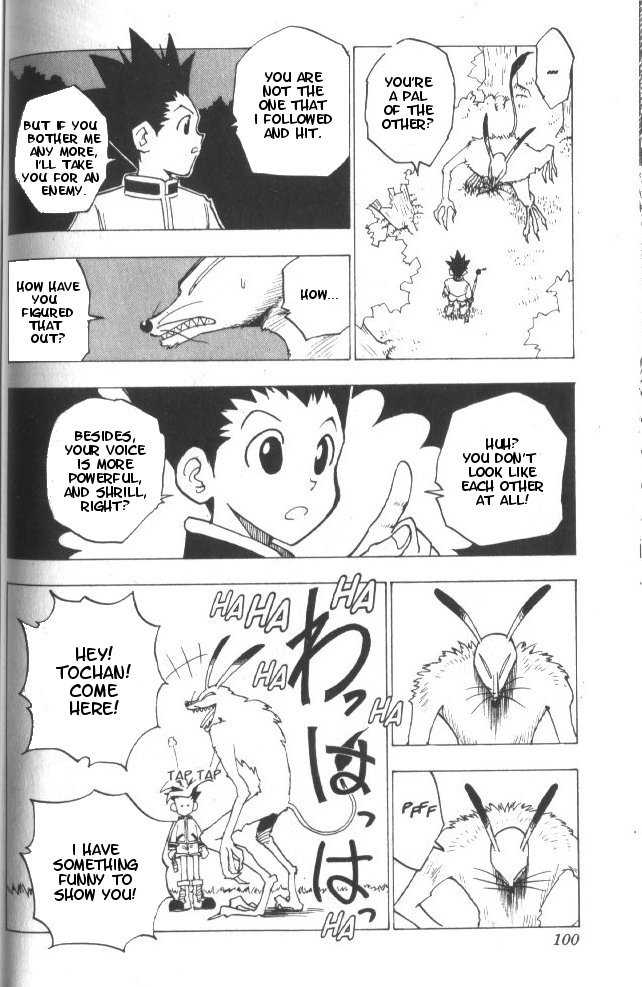 ...
YOU'RE
A PAL
OF THE
OTHER?
YOU ARE
NOT THE
ONE THAT
I FOLLOWED
AND HIT.
BUT IF YOU
BOTHER ME
ANY MORE,
I'LL TAKE
YOU FOR AN
ENEMY.
HOW...
HOW HAVE
YOU
FIGURED
THAT
OUT?
HUH?
YOU DON'T
LOOK LIKE
EACH OTHER
AT ALL!
BESIDES,
YOUR VOICE
IS MORE
POWERFUL,
AND SHRILL,
RIGHT?
PFFF
HA
HA
HA
HA
HA
HA
わっはっはっ
TAP TAP
HEY!
TOCHAN!
COME
HERE!
I HAVE
SOMETHING
FUNNY TO
SHOW YOU!
100